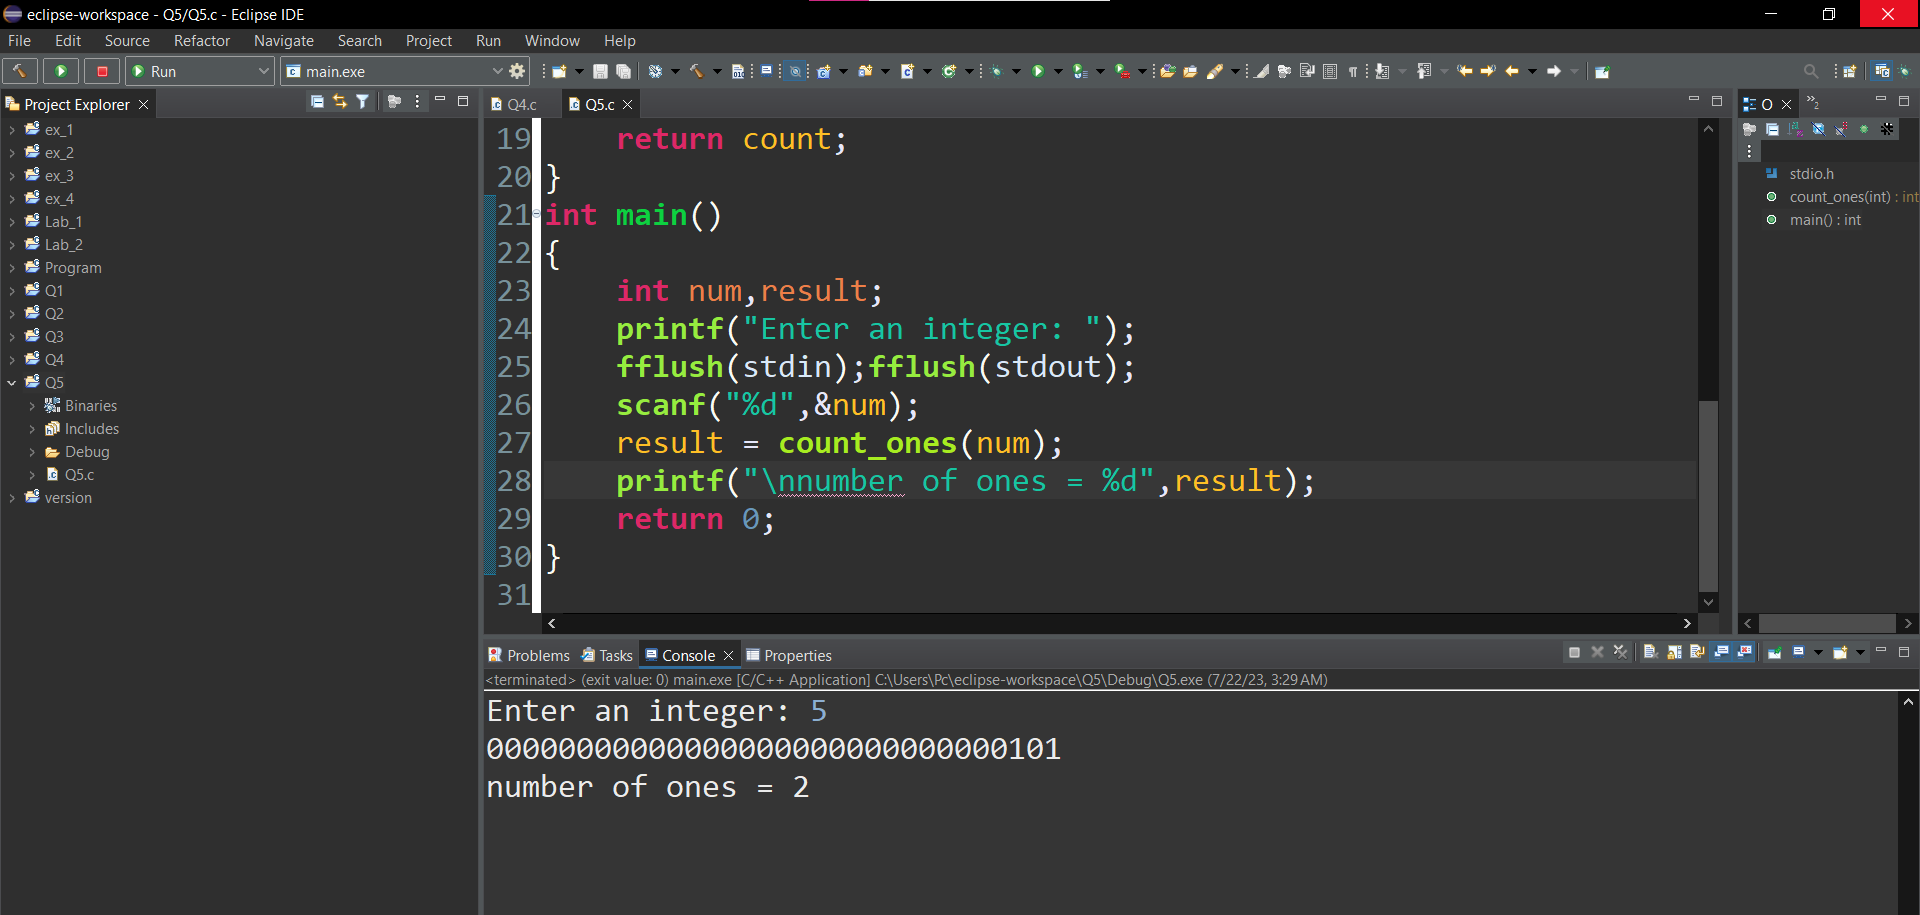 eclipse-workspace - Q5/Q5.c - Eclipse IDE
File Edit Source Refactor Navigate Search Project Run Window Help
Run main.exe
Project Explorer
ex_1
ex_2
ex_3
ex_4
Lab_1
Lab_2
Program
Q1
Q2
Q3
Q4
Q5
Binaries
Includes
Debug
Q5.c
version
Q4.c Q5.c
19 return count;
20 }
21 int main()
22 {
23 int num,result;
24 printf("Enter an integer: ");
25 fflush(stdin);fflush(stdout);
26 scanf("%d",&num);
27 result = count_ones(num);
28 printf("\nnumber of ones = %d",result);
29 return 0;
30 }
31
O 2
stdio.h
count_ones(int) : int
main() : int
Problems Tasks Console Properties
<terminated> (exit value: 0) main.exe [C/C++ Application] C:\Users\Pc\eclipse-workspace\Q5\Debug\Q5.exe (7/22/23, 3:29 AM)
Enter an integer: 5
00000000000000000000000000000101
number of ones = 2